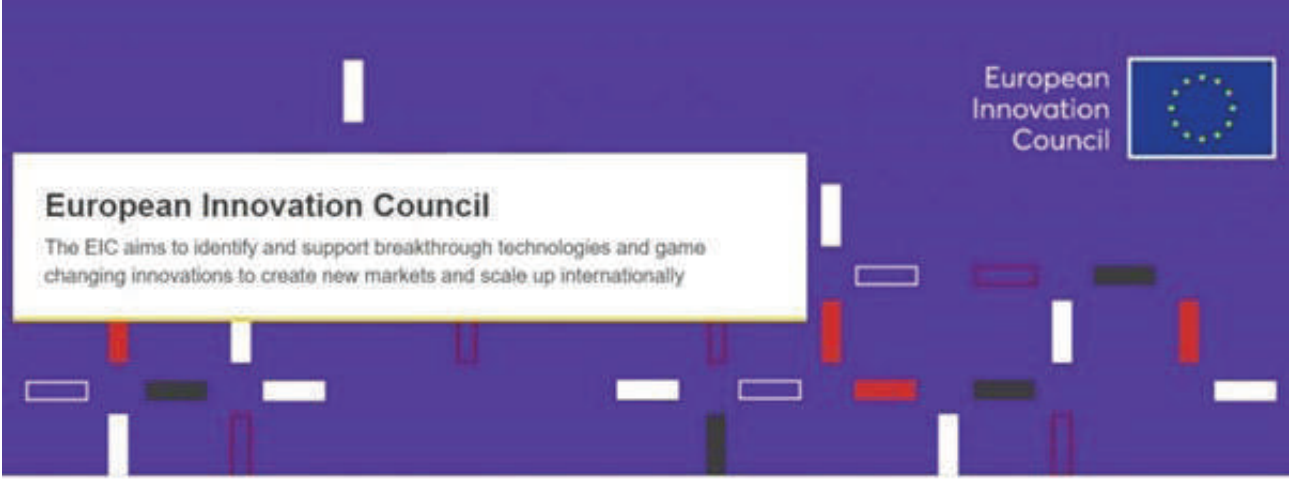 European
Innovation
Council
European Innovation Council
The EIC aims to identify and support breakthrough technologies and game
changing innovations to create new markets and scale up internationally